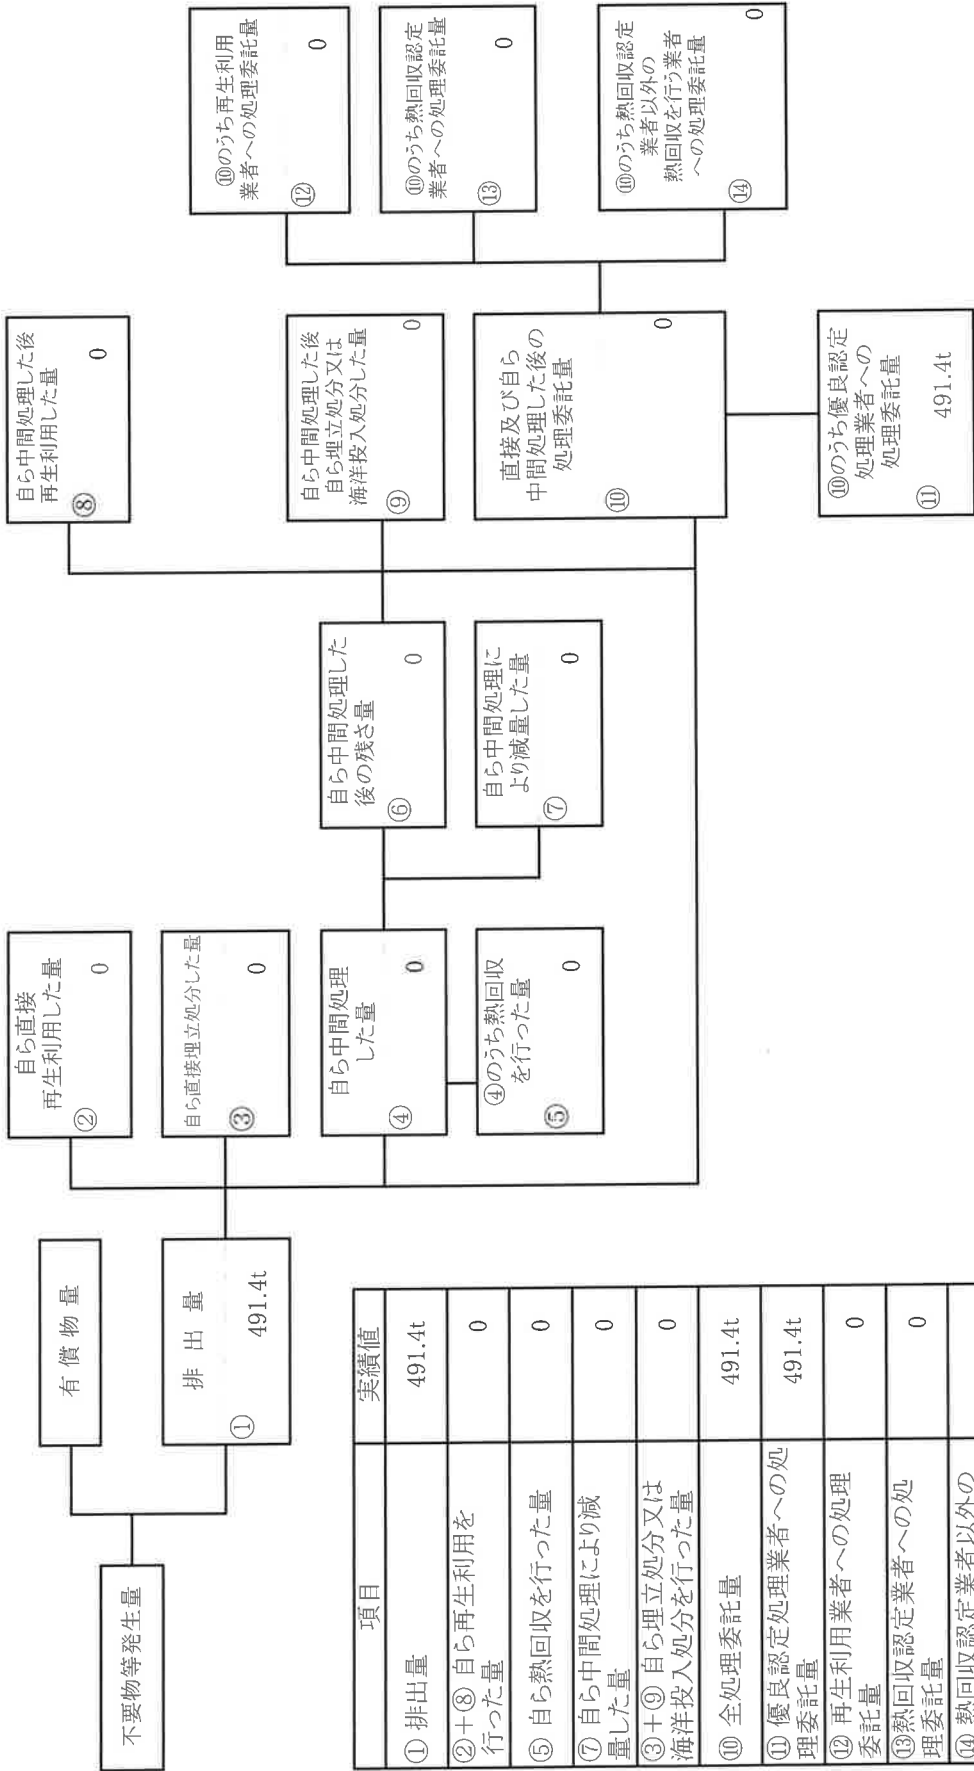 不要物等発生量
有 償 物 量
排 出 量
①
491.4t
自ら直接
再生利用した量
②
0
自ら直接埋立処分した量
③
0
自ら中間処理
した量
④
0
④のうち熱回収
を行った量
⑤
0
自ら中間処理した
後の残さ量
⑥
0
自ら中間処理に
より減量した量
⑦
0
自ら中間処理した後
再生利用した量
⑧
0
自ら中間処理した後
自ら埋立処分又は
海洋投入処分した量
⑨
0
直接及び自ら
中間処理した後の
処理委託量
⑩
0
⑩のうち優良認定
処理業者への
処理委託量
⑪
491.4t
⑩のうち再生利用
業者への処理委託量
⑫
0
⑩のうち熱回収認定
業者への処理委託量
⑬
0
⑩のうち熱回収認定
業者以外の
熱回収を行う業者
への処理委託量
⑭
0
項目 実績値
① 排出量 491.4t
②+⑧ 自ら再生利用を
行った量 0
⑤ 自ら熱回収を行った量 0
⑦ 自ら中間処理により減
量した量 0
③+⑨ 自ら埋立処分又は
海洋投入処分を行った量 0
⑩ 全処理委託量 491.4t
⑪ 優良認定処理業者への処
理委託量 491.4t
⑫ 再生利用業者への処理
委託量 0
⑬熱回収認定業者への処
理委託量 0
⑭ 熱回収認定業者以外の